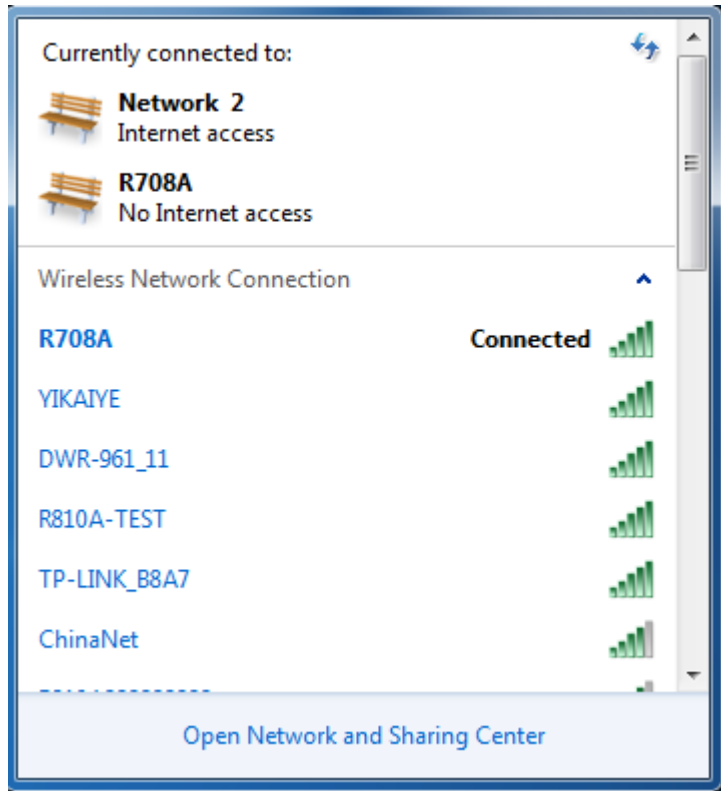 Currently connected to:
Network 2
Internet access
R708A
No Internet access
Wireless Network Connection
R708A Connected
YIKAIYE
DWR-961_11
R810A-TEST
TP-LINK_B8A7
ChinaNet
Open Network and Sharing Center